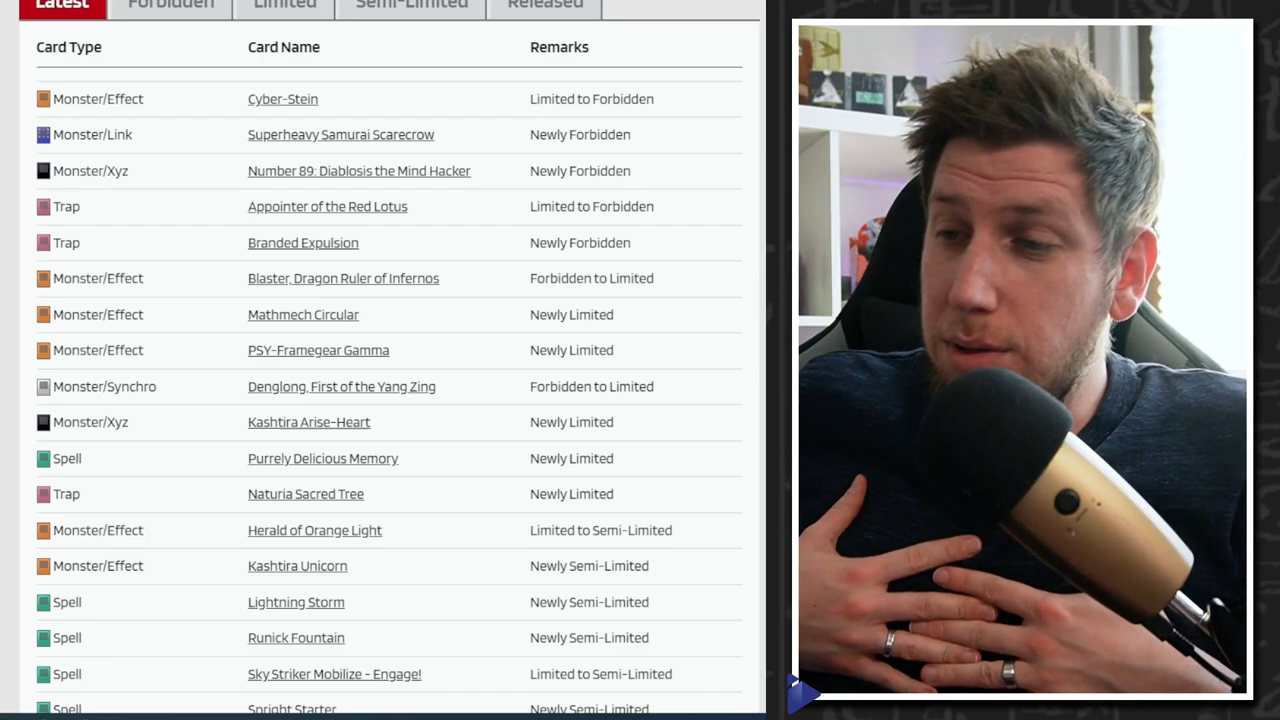 Latest Forbidden Limited Semi-Limited Released
Card Type Card Name Remarks
Monster/Effect Cyber-Stein Limited to Forbidden
Monster/Link Superheavy Samurai Scarecrow Newly Forbidden
Monster/Xyz Number 89: Diablosis the Mind Hacker Newly Forbidden
Trap Appointer of the Red Lotus Limited to Forbidden
Trap Branded Expulsion Newly Forbidden
Monster/Effect Blaster, Dragon Ruler of Infernos Forbidden to Limited
Monster/Effect Mathmech Circular Newly Limited
Monster/Effect PSY-Framegear Gamma Newly Limited
Monster/Synchro Denglong, First of the Yang Zing Forbidden to Limited
Monster/Xyz Kashtira Arise-Heart Newly Limited
Spell Purrely Delicious Memory Newly Limited
Trap Naturia Sacred Tree Newly Limited
Monster/Effect Herald of Orange Light Limited to Semi-Limited
Monster/Effect Kashtira Unicorn Newly Semi-Limited
Spell Lightning Storm Newly Semi-Limited
Spell Runick Fountain Newly Semi-Limited
Spell Sky Striker Mobilize - Engage! Limited to Semi-Limited
Spell Spright Starter Newly Semi-Limited